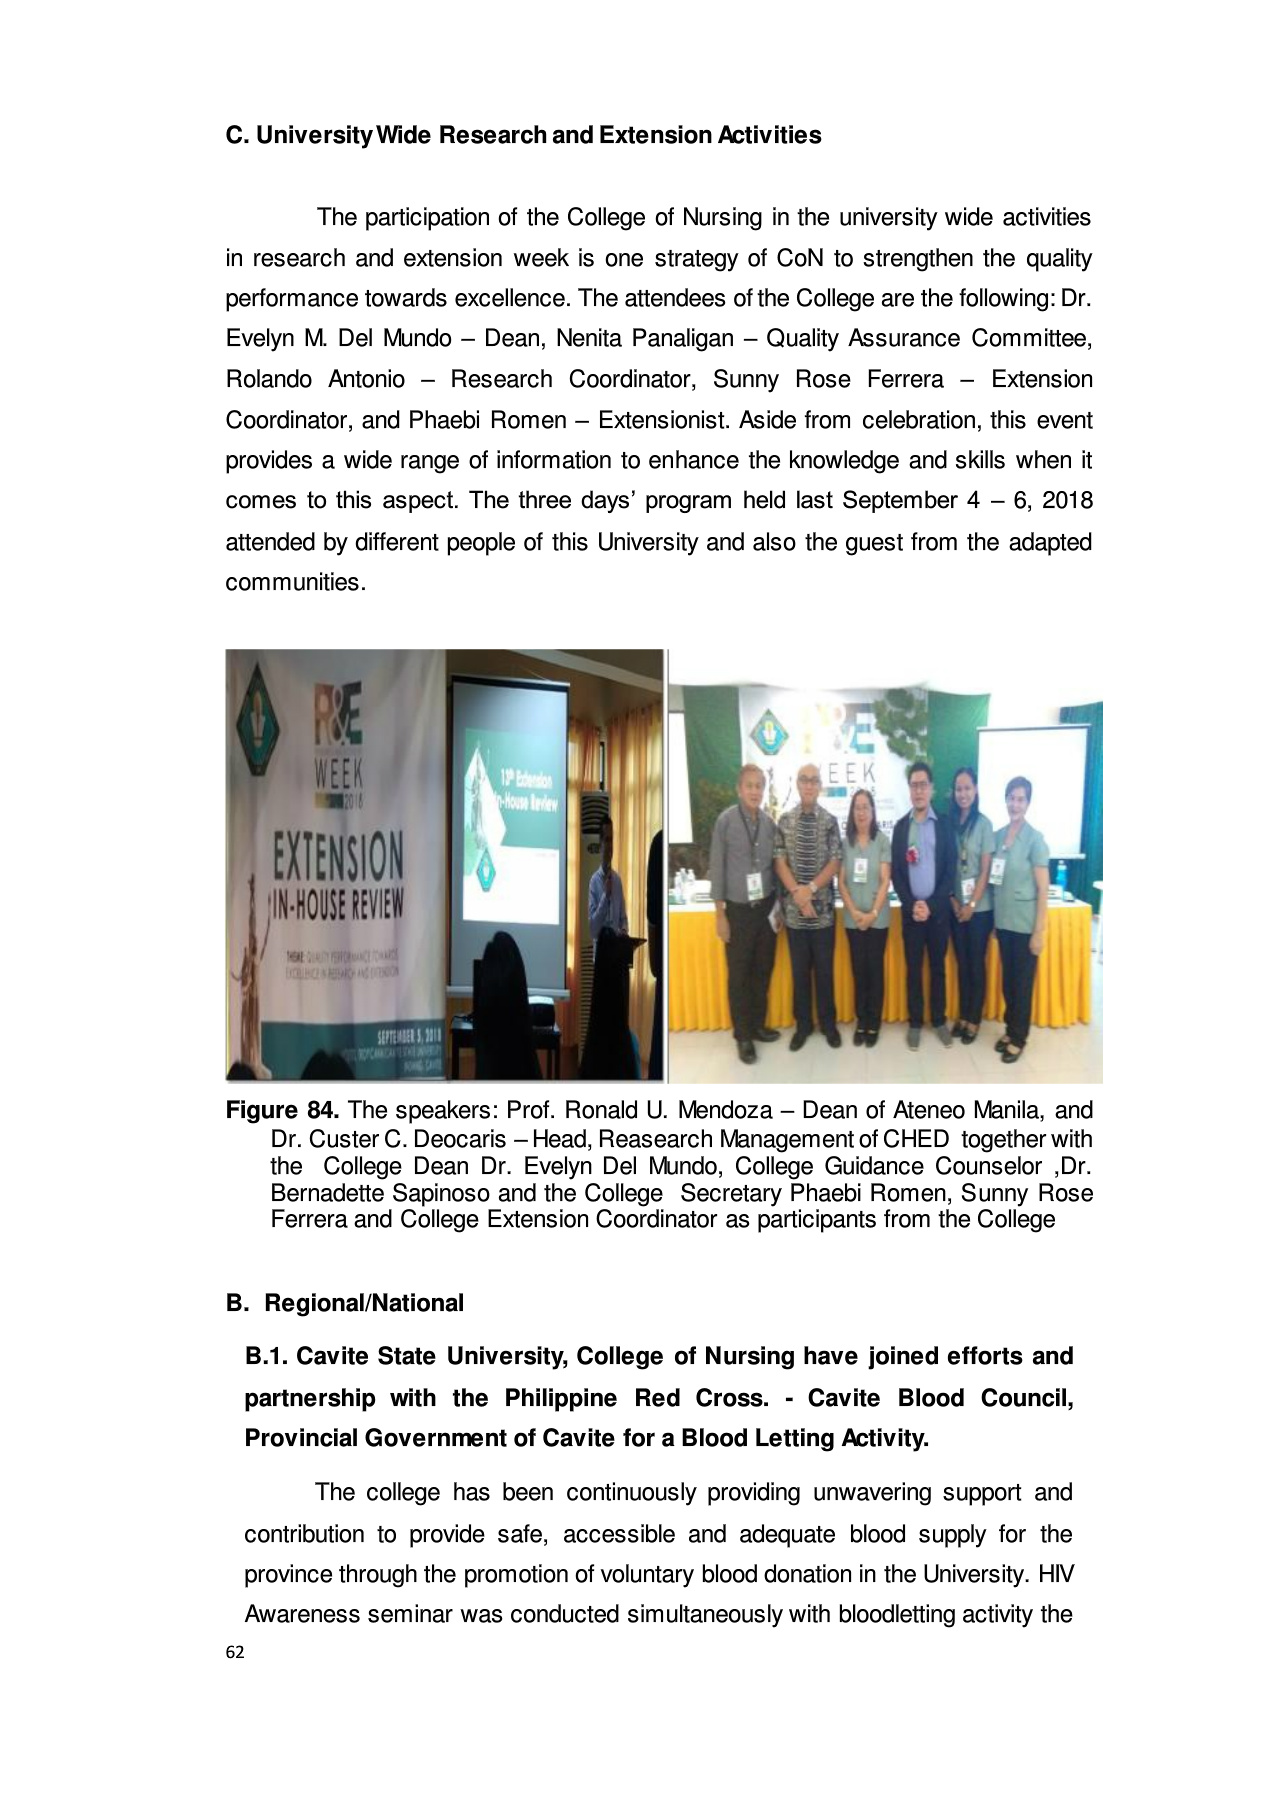 C. University Wide Research and Extension Activities
The participation of the College of Nursing in the university wide activities
in research and extension week is one strategy of CoN to strengthen the quality
performance towards excellence. The attendees of the College are the following: Dr.
Evelyn M. Del Mundo – Dean, Nenita Panaligan – Quality Assurance Committee,
Rolando Antonio – Research Coordinator, Sunny Rose Ferrera – Extension
Coordinator, and Phaebi Romen – Extensionist. Aside from celebration, this event
provides a wide range of information to enhance the knowledge and skills when it
comes to this aspect. The three days’ program held last September 4 – 6, 2018
attended by different people of this University and also the guest from the adapted
communities.
R&E
WEEK
2018
EXTENSION
IN-HOUSE REVIEW
THEME: QUALITY PERFORMANCE TOWARDS
EXCELLENCE IN RESEARCH AND EXTENSION
SEPTEMBER 5, 2018
CAVITE STATE UNIVERSITY
INDANG, CAVITE
13th Extension
In-House Review
R&E
WEEK
2018
Figure 84. The speakers: Prof. Ronald U. Mendoza – Dean of Ateneo Manila, and
Dr. Custer C. Deocaris – Head, Reasearch Management of CHED together with
the College Dean Dr. Evelyn Del Mundo, College Guidance Counselor ,Dr.
Bernadette Sapinoso and the College Secretary Phaebi Romen, Sunny Rose
Ferrera and College Extension Coordinator as participants from the College
B. Regional/National
B.1. Cavite State University, College of Nursing have joined efforts and
partnership with the Philippine Red Cross. - Cavite Blood Council,
Provincial Government of Cavite for a Blood Letting Activity.
The college has been continuously providing unwavering support and
contribution to provide safe, accessible and adequate blood supply for the
province through the promotion of voluntary blood donation in the University. HIV
Awareness seminar was conducted simultaneously with bloodletting activity the
62